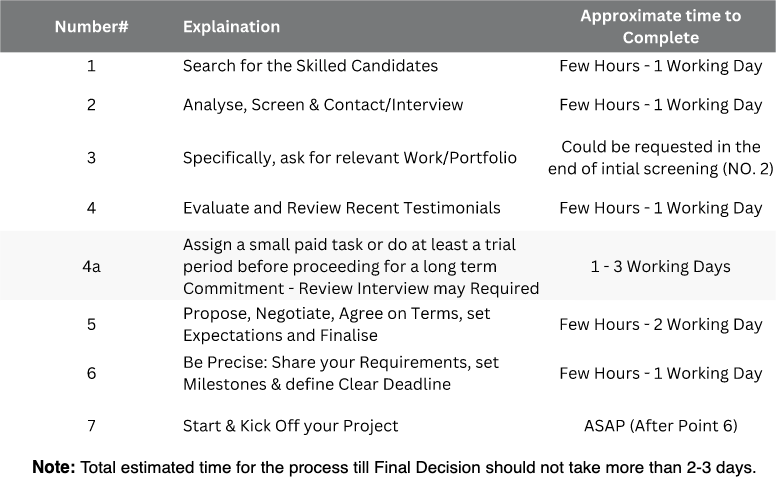 Number# Explaination Approximate time to
Complete
1 Search for the Skilled Candidates Few Hours - 1 Working Day
2 Analyse, Screen & Contact/Interview Few Hours - 1 Working Day
3 Specifically, ask for relevant Work/Portfolio Could be requested in the
end of intial screening (NO. 2)
4 Evaluate and Review Recent Testimonials Few Hours - 1 Working Day
4a Assign a small paid task or do at least a trial
period before proceeding for a long term
Commitment - Review Interview may Required 1 - 3 Working Days
5 Propose, Negotiate, Agree on Terms, set
Expectations and Finalise Few Hours - 2 Working Day
6 Be Precise: Share your Requirements, set
Milestones & define Clear Deadline Few Hours - 1 Working Day
7 Start & Kick Off your Project ASAP (After Point 6)
Note: Total estimated time for the process till Final Decision should not take more than 2-3 days.